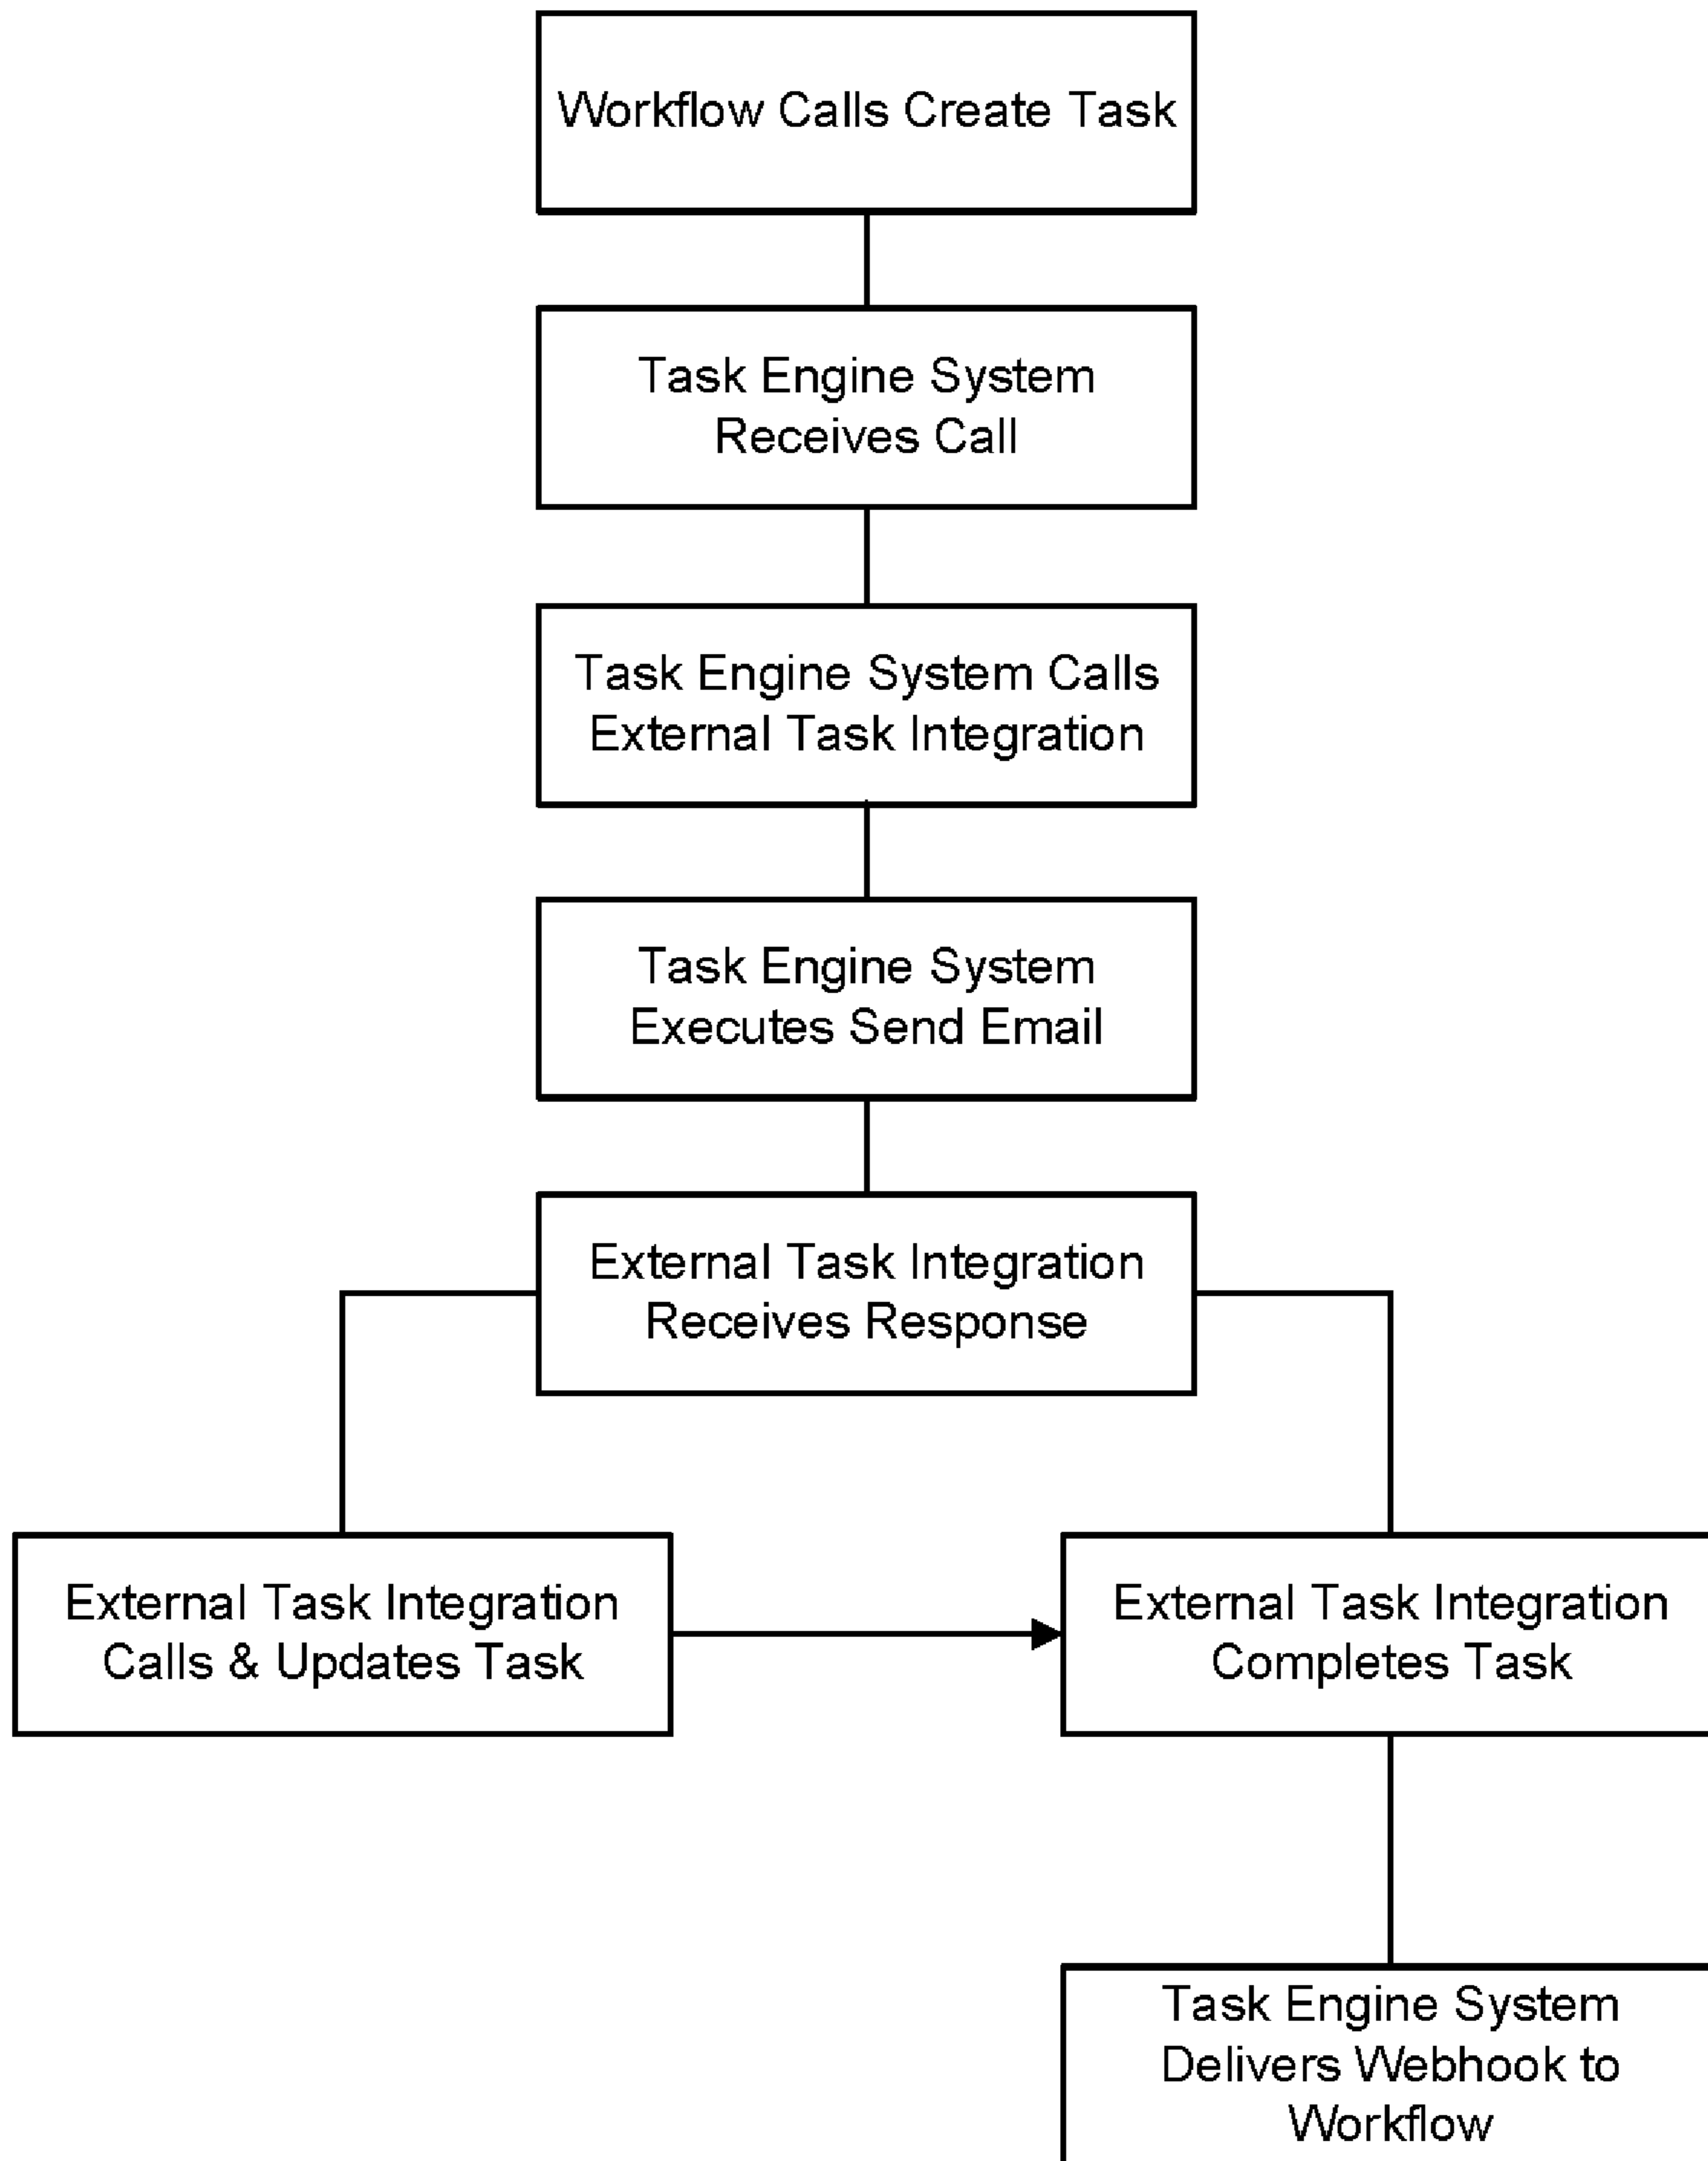 Workflow Calls Create Task
Task Engine System
Receives Call
Task Engine System Calls
External Task Integration
Task Engine System
Executes Send Email
External Task Integration
Receives Response
External Task Integration
Calls & Updates Task
External Task Integration
Completes Task
Task Engine System
Delivers Webhook to
Workflow